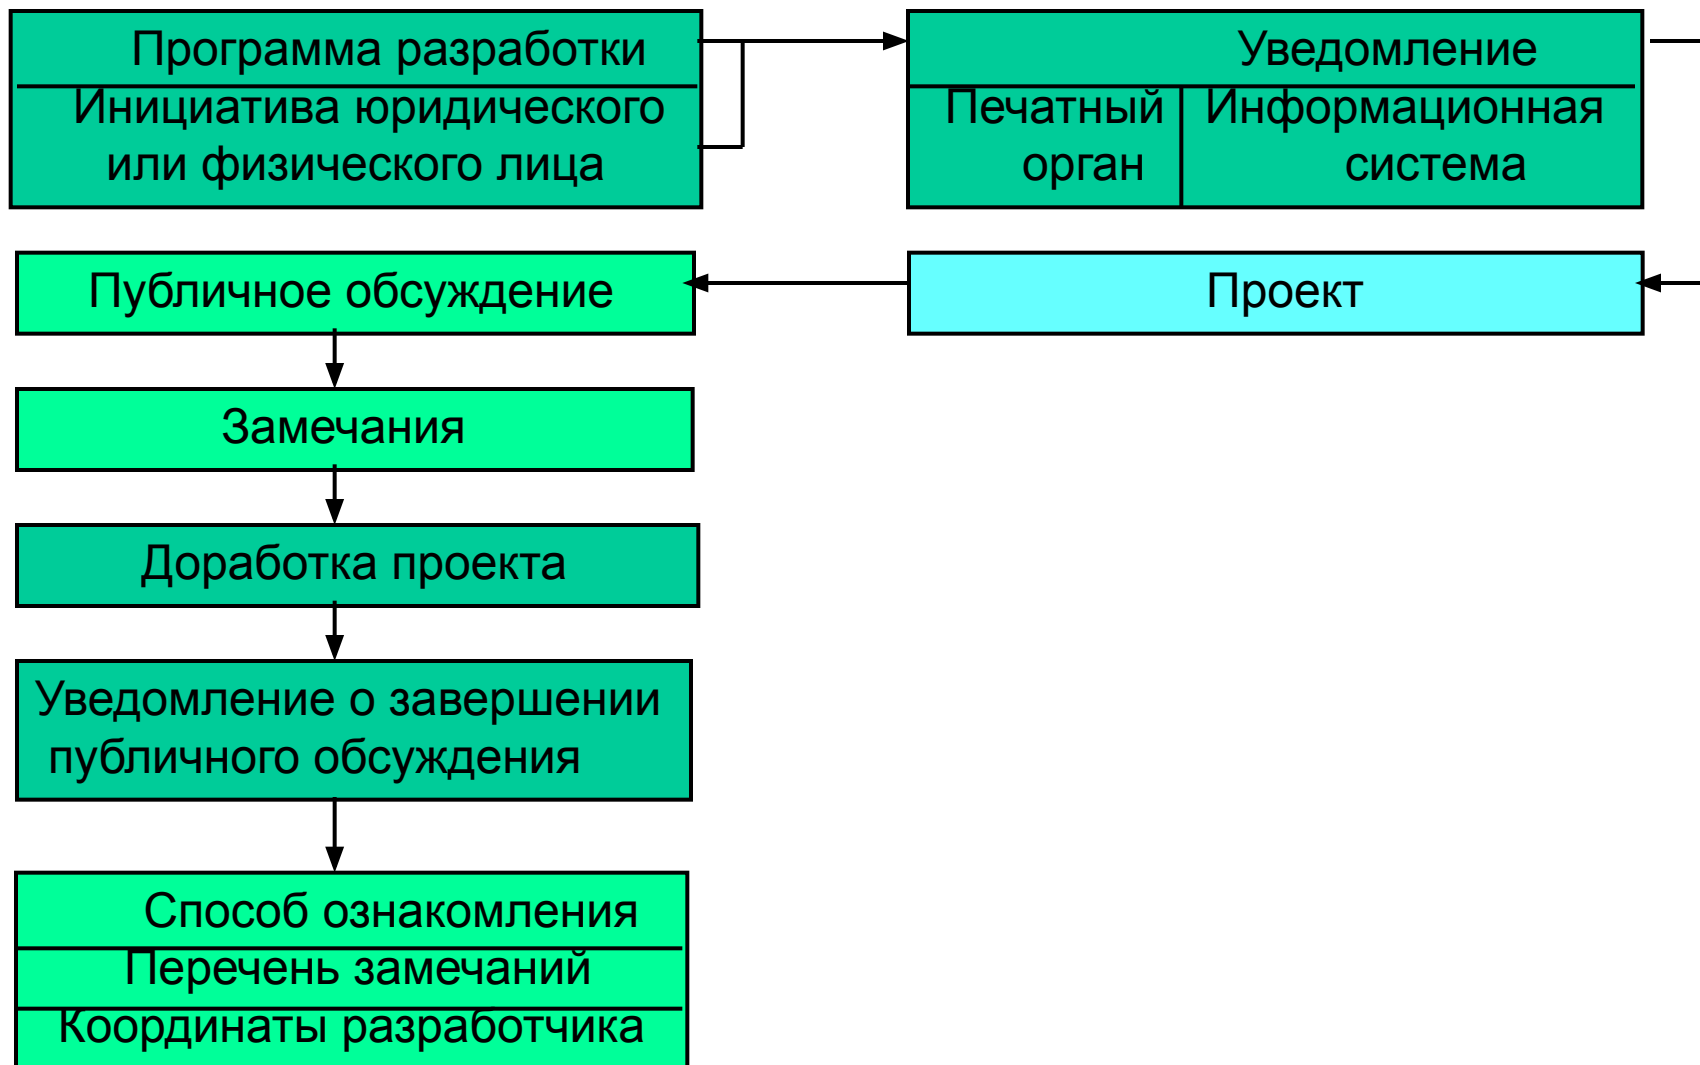 Программа разработки
Инициатива юридического
или физического лица
Уведомление
Печатный
орган
Информационная
система
Публичное обсуждение
Проект
Замечания
Доработка проекта
Уведомление о завершении
публичного обсуждения
Способ ознакомления
Перечень замечаний
Координаты разработчика